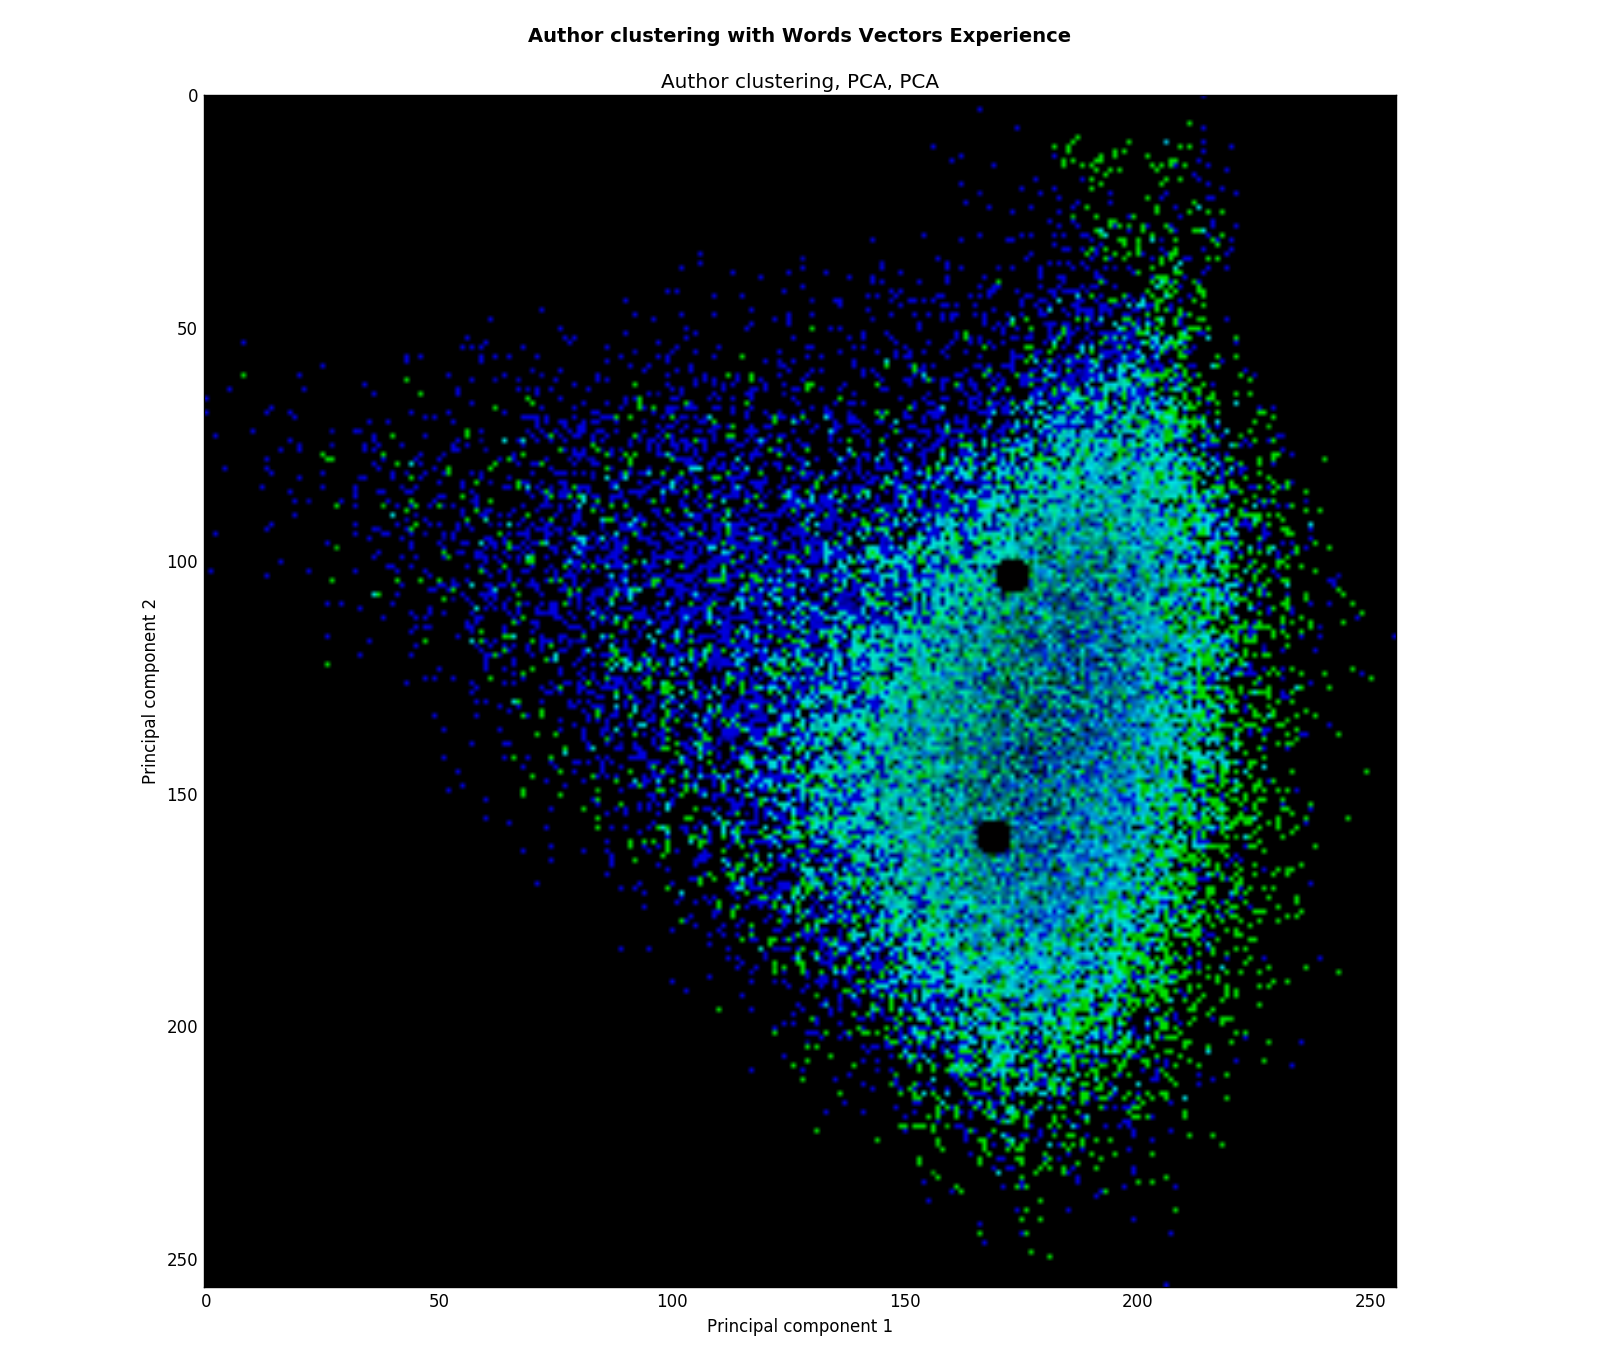 Author clustering with Words Vectors Experience
Author clustering, PCA, PCA
0
50
100
150
200
250
Principal component 2
0 50 100 150 200 250
Principal component 1